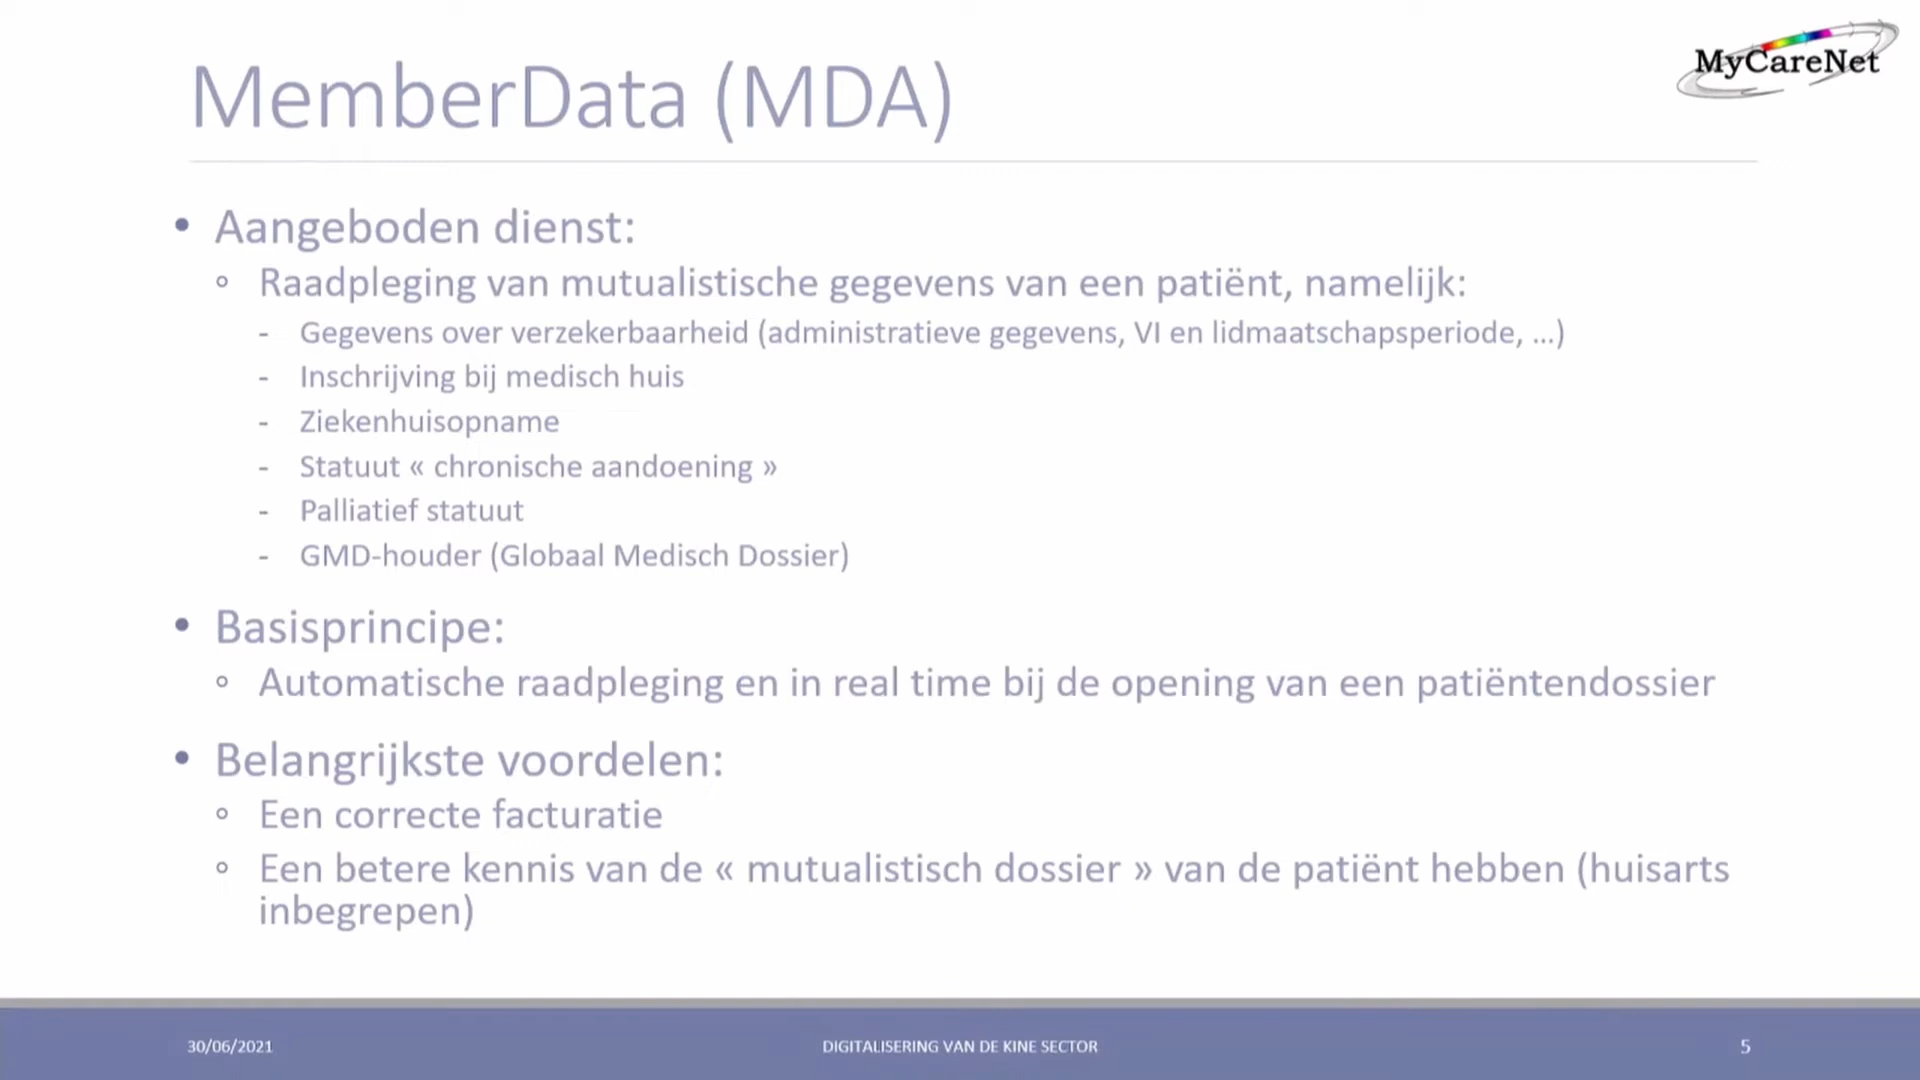 MyCareNet
MemberData (MDA)
• Aangeboden dienst:
◦ Raadpleging van mutualistische gegevens van een patiënt, namelijk:
- Gegevens over verzekerbaarheid (administratieve gegevens, VI en lidmaatschapsperiode, ...)
- Inschrijving bij medisch huis
- Ziekenhuisopname
- Statuut « chronische aandoening »
- Palliatief statuut
- GMD-houder (Globaal Medisch Dossier)
• Basisprincipe:
◦ Automatische raadpleging en in real time bij de opening van een patiëntendossier
• Belangrijkste voordelen:
◦ Een correcte facturatie
◦ Een betere kennis van de « mutualistisch dossier » van de patiënt hebben (huisarts
inbegrepen)
30/06/2021
DIGITALISERING VAN DE KINE SECTOR
5